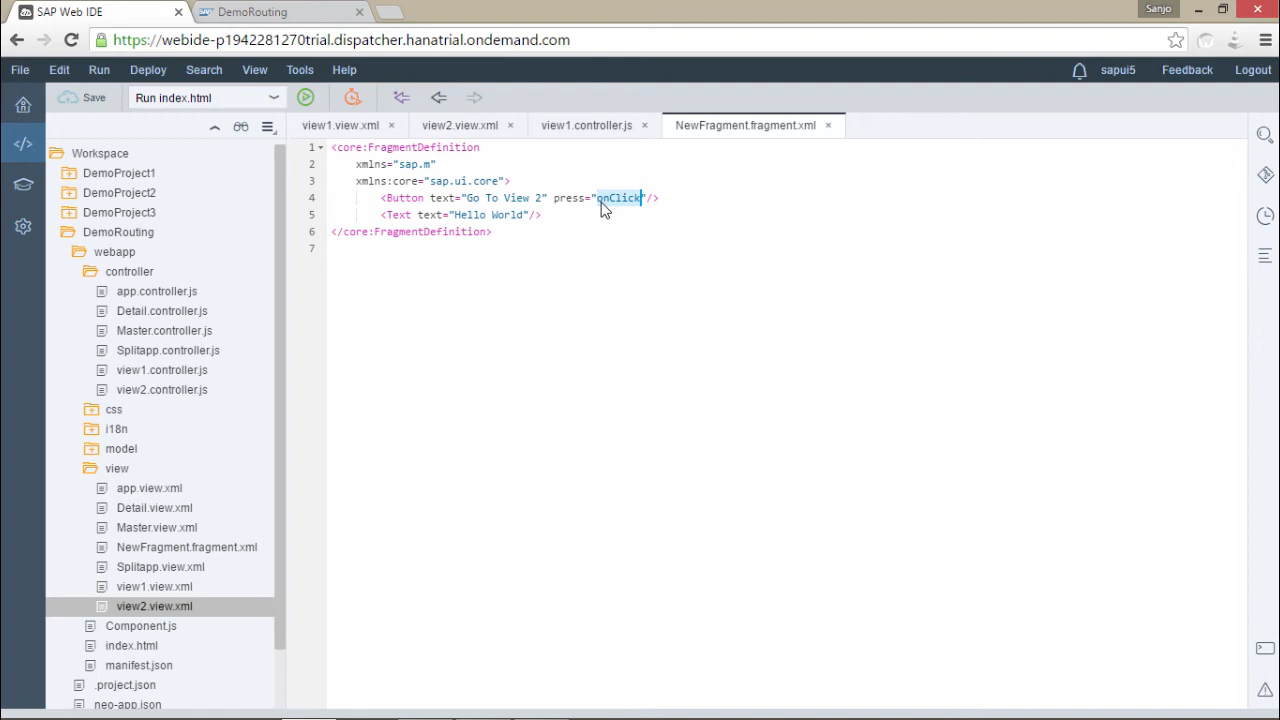 SAP Web IDE
DemoRouting
Sanjo
https://webide-p1942281270trial.dispatcher.hanatrial.ondemand.com
File Edit Run Deploy Search View Tools Help
sapui5 Feedback Logout
Save Run index.html
view1.view.xml view2.view.xml view1.controller.js NewFragment.fragment.xml
Workspace
DemoProject1
DemoProject2
DemoProject3
DemoRouting
webapp
controller
app.controller.js
Detail.controller.js
Master.controller.js
Splitapp.controller.js
view1.controller.js
view2.controller.js
css
i18n
model
view
app.view.xml
Detail.view.xml
Master.view.xml
NewFragment.fragment.xml
Splitapp.view.xml
view1.view.xml
view2.view.xml
Component.js
index.html
manifest.json
.project.json
neo-app.json
1 <core:FragmentDefinition
2 xmlns="sap.m"
3 xmlns:core="sap.ui.core">
4 <Button text="Go To View 2" press="onClick"/>
5 <Text text="Hello World"/>
6 </core:FragmentDefinition>
7